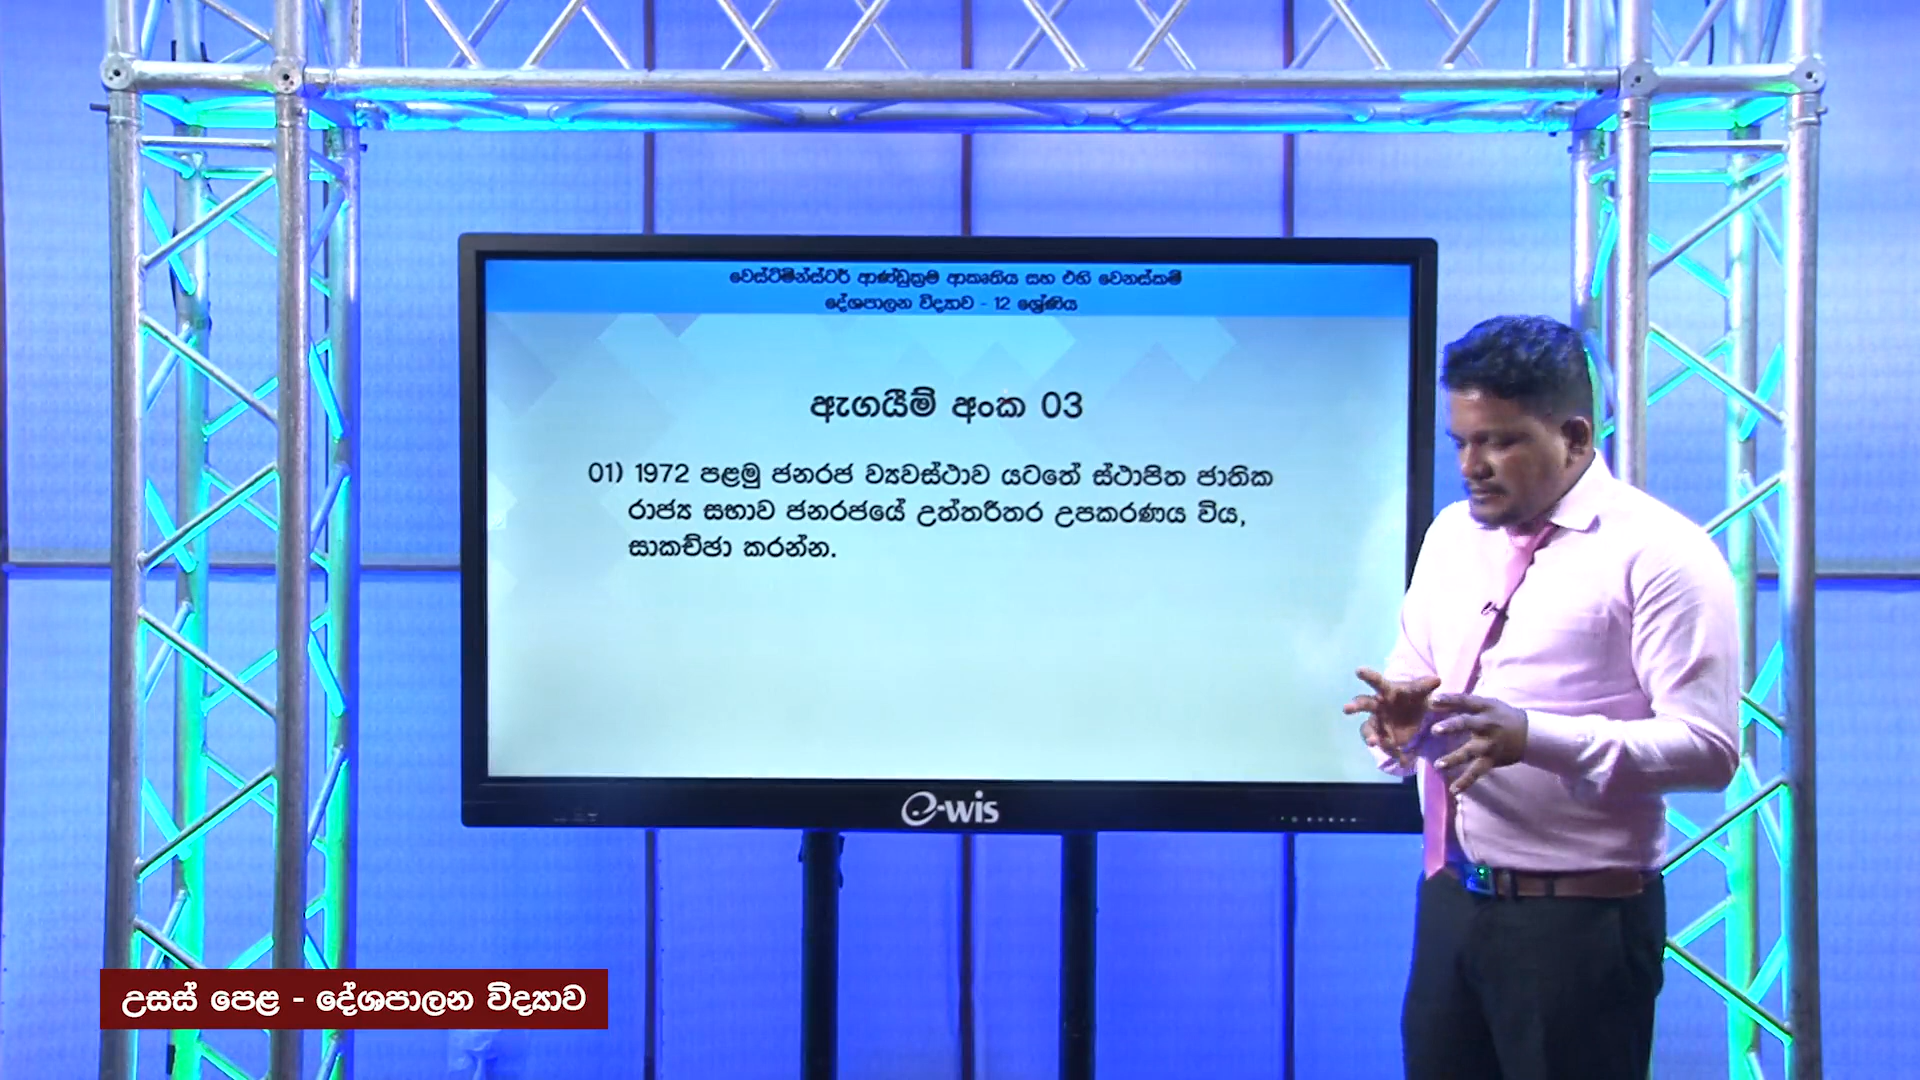 වෙස්ට්මින්ස්ටර් ආණ්ඩුක්‍රම ආකෘතිය සහ එහි වෙනස්කම්
දේශපාලන විද්‍යාව - 12 ශ්‍රේණිය
ඇගයීම් අංක 03
01) 1972 පළමු ජනරජ ව්‍යවස්ථාව යටතේ ස්ථාපිත ජාතික
රාජ්‍ය සභාව ජනරජයේ උත්තරීතර උපකරණය විය,
සාකච්ඡා කරන්න.
e-wis
උසස් පෙළ - දේශපාලන විද්‍යාව